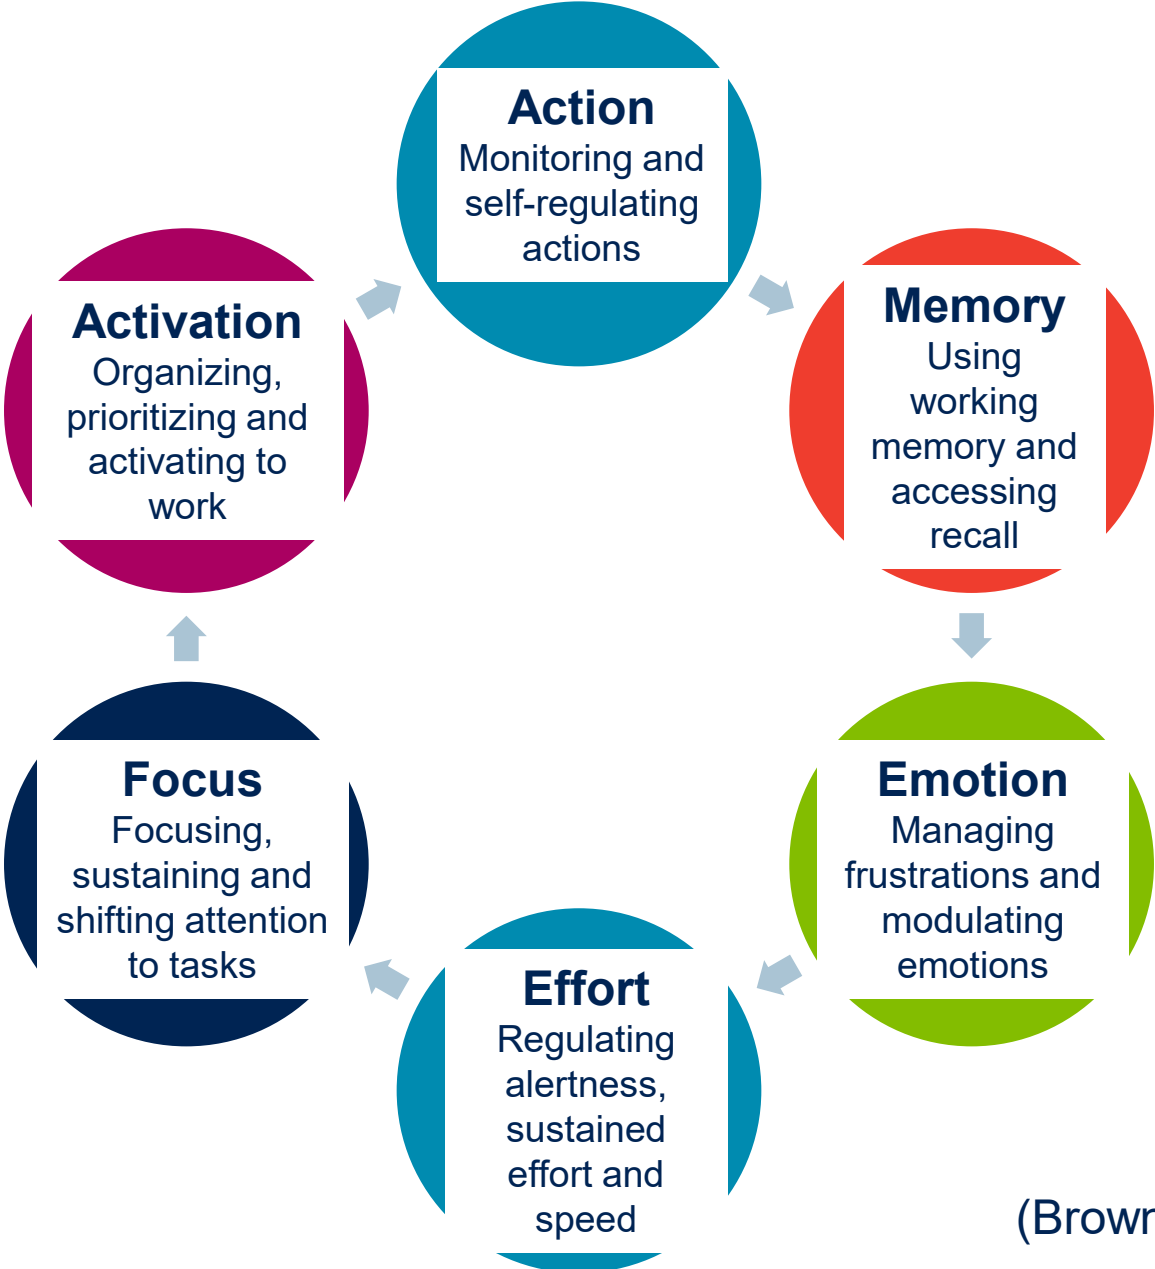 Action
Monitoring and
self-regulating
actions
Memory
Using
working
memory and
accessing
recall
Emotion
Managing
frustrations and
modulating
emotions
Effort
Regulating
alertness,
sustained
effort and
speed
Focus
Focusing,
sustaining and
shifting attention
to tasks
Activation
Organizing,
prioritizing and
activating to
work